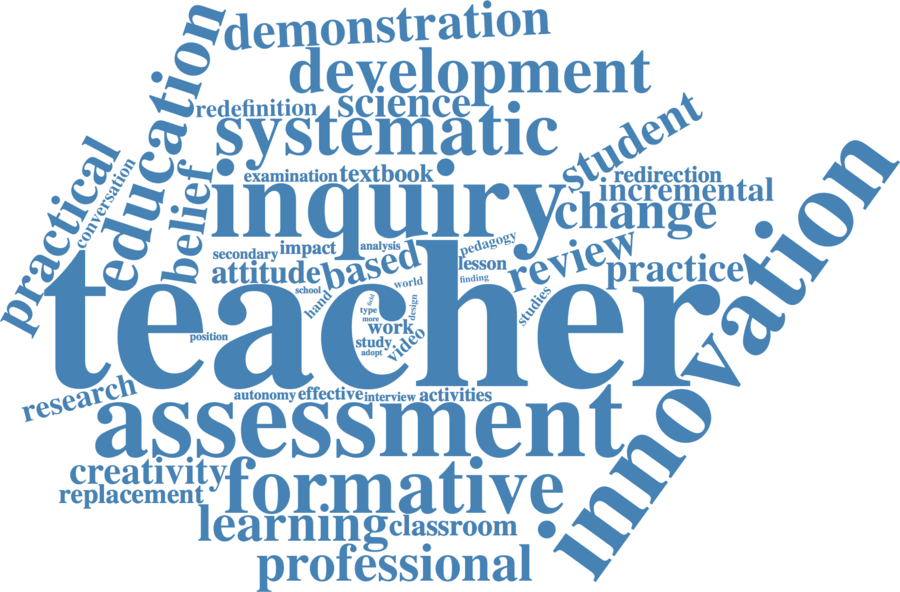 demonstration
development
education
redefinition
science
systematic
student
practical
conversation
belief
examination
textbook
inquiry
redirection
incremental
change
secondary
impact
analysis
pedagogy
attitude
based
lesson
review
practice
innovation
school
hand
world
finding
studies
field
type
design
more
work
position
study
adopt
video
teacher
research
autonomy
effective
interview
activities
assessment
creativity
replacement
formative
learning
classroom
professional